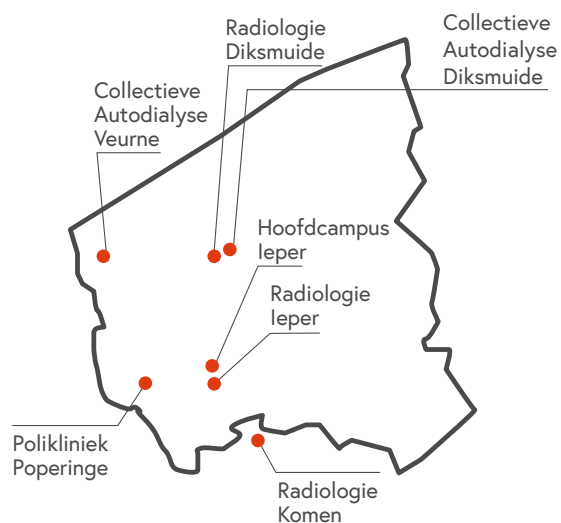 Radiologie
Diksmuide
Collectieve
Autodialyse
Diksmuide
Collectieve
Autodialyse
Veurne
Hoofdcampus
Ieper
Radiologie
Ieper
Polikliniek
Poperinge
Radiologie
Komen